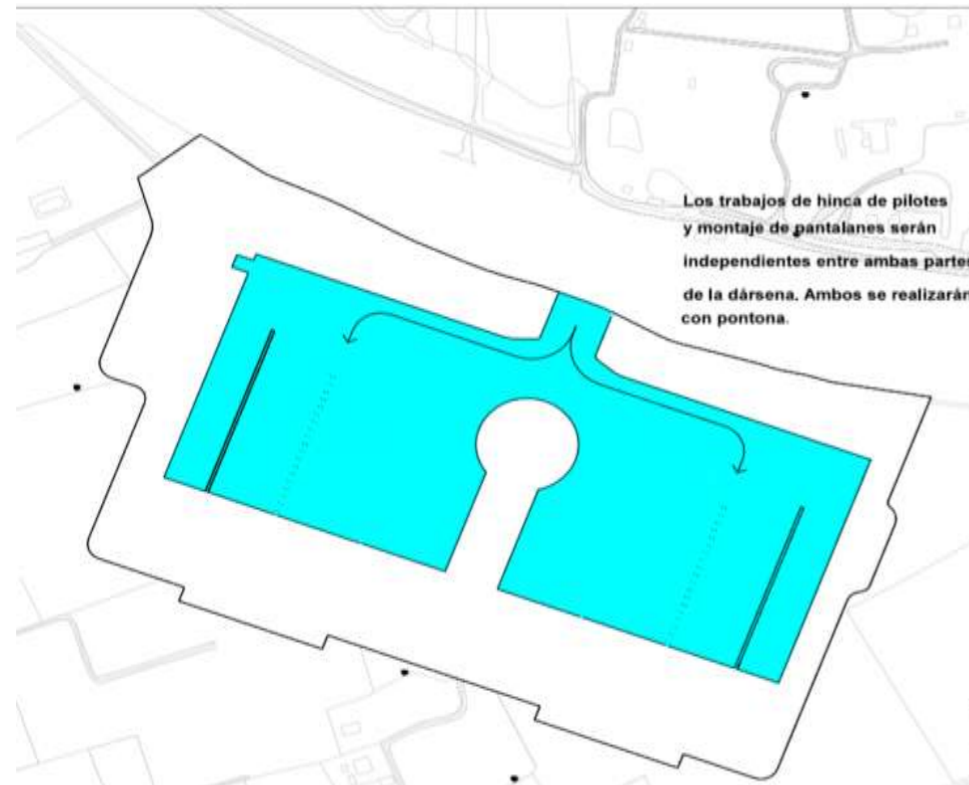 Los trabajos de hinca de pilotes
y montaje de pantalanes serán
independientes entre ambas partes
de la dársena. Ambos se realizarán
con pontona.